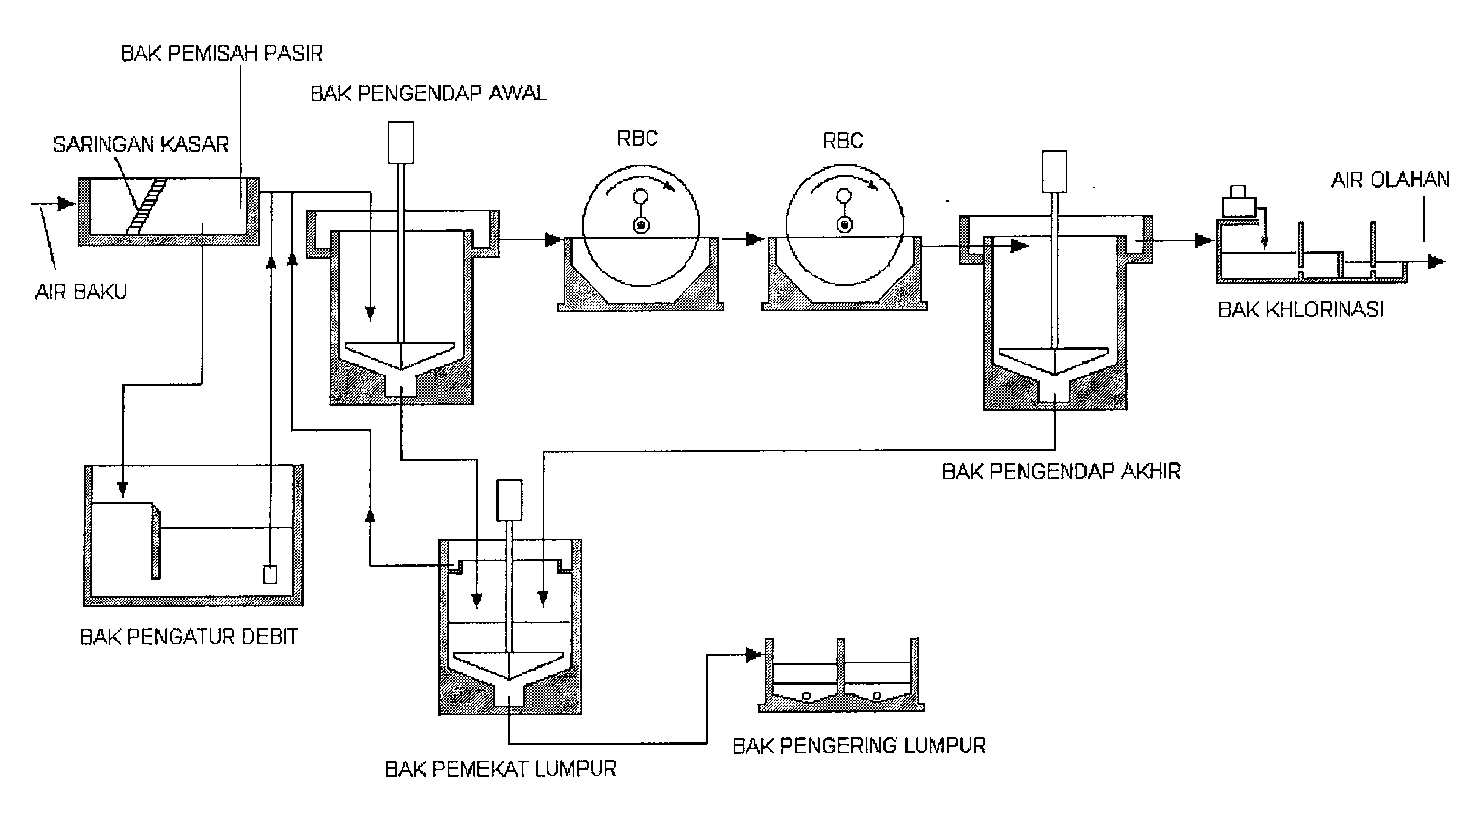 BAK PEMISAH PASIR
BAK PENGENDAP AWAL
SARINGAN KASAR
RBC
RBC
AIR OLAHAN
AIR BAKU
BAK KHLORINASI
BAK PENGENDAP AKHIR
BAK PENGATUR DEBIT
BAK PENGERING LUMPUR
BAK PEMEKAT LUMPUR